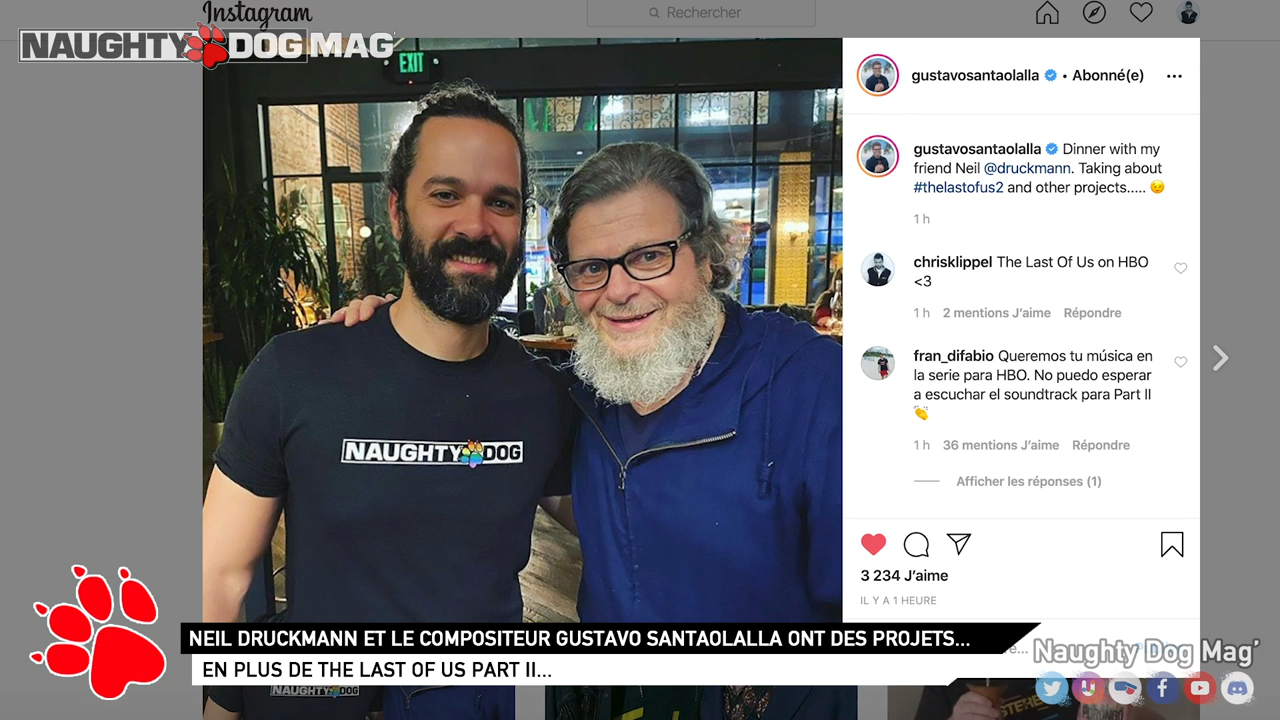 Instagram
Rechercher
NAUGHTY DOG MAG'
EXIT
gustavosantaolalla • Abonné(e)
gustavosantaolalla Dinner with my
friend Neil @druckmann. Taking about
#thelastofus2 and other projects..... 😉
1 h
chrisklippel The Last Of Us on HBO
<3
1 h 2 mentions J’aime Répondre
fran_difabio Queremos tu música en
la serie para HBO. No puedo esperar
a escuchar el soundtrack para Part II
👏
1 h 36 mentions J’aime Répondre
Afficher les réponses (1)
NAUGHTY DOG
3 234 J’aime
IL Y A 1 HEURE
NEIL DRUCKMANN ET LE COMPOSITEUR GUSTAVO SANTAOLALLA ONT DES PROJETS...
EN PLUS DE THE LAST OF US PART II...
Naughty Dog Mag’
NAUGHTY DOG